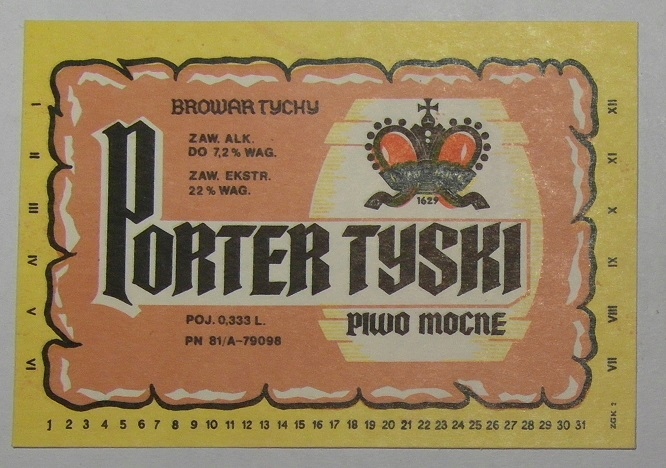 BROWAR TYCHY
ZAW. ALK.
DO 7,2% WAG.
ZAW. EKSTR.
22% WAG.
1629
PORTER TYSKI
POJ. 0,333 L.
PN 81/A-79098
PIWO MOCNE
I
II
III
IV
V
VI
XII
XI
X
IX
VIII
VII
1 2 3 4 5 6 7 8 9 10 11 12 13 14 15 16 17 18 19 20 21 22 23 24 25 26 27 28 29 30 31